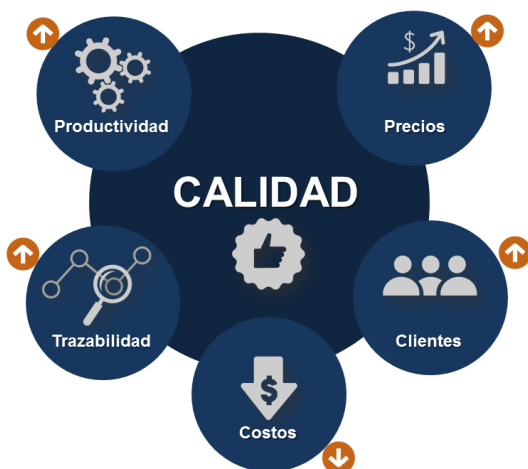 $
Productividad
Precios
CALIDAD
Trazabilidad
Clientes
$
Costos